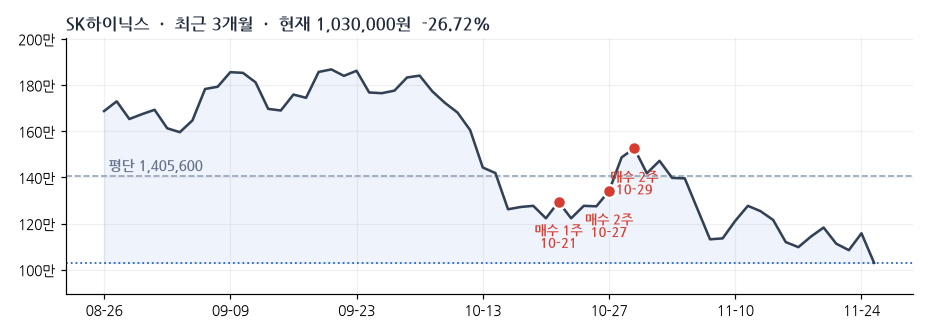 SK하이닉스 · 최근 3개월 · 현재 1,030,000원 -26.72%
200만
180만
160만
140만
120만
100만
평단 1,405,600
매수 1주
10-21
매수 2주
10-27
매수 2주
10-29
08-26
09-09
09-23
10-13
10-27
11-10
11-24